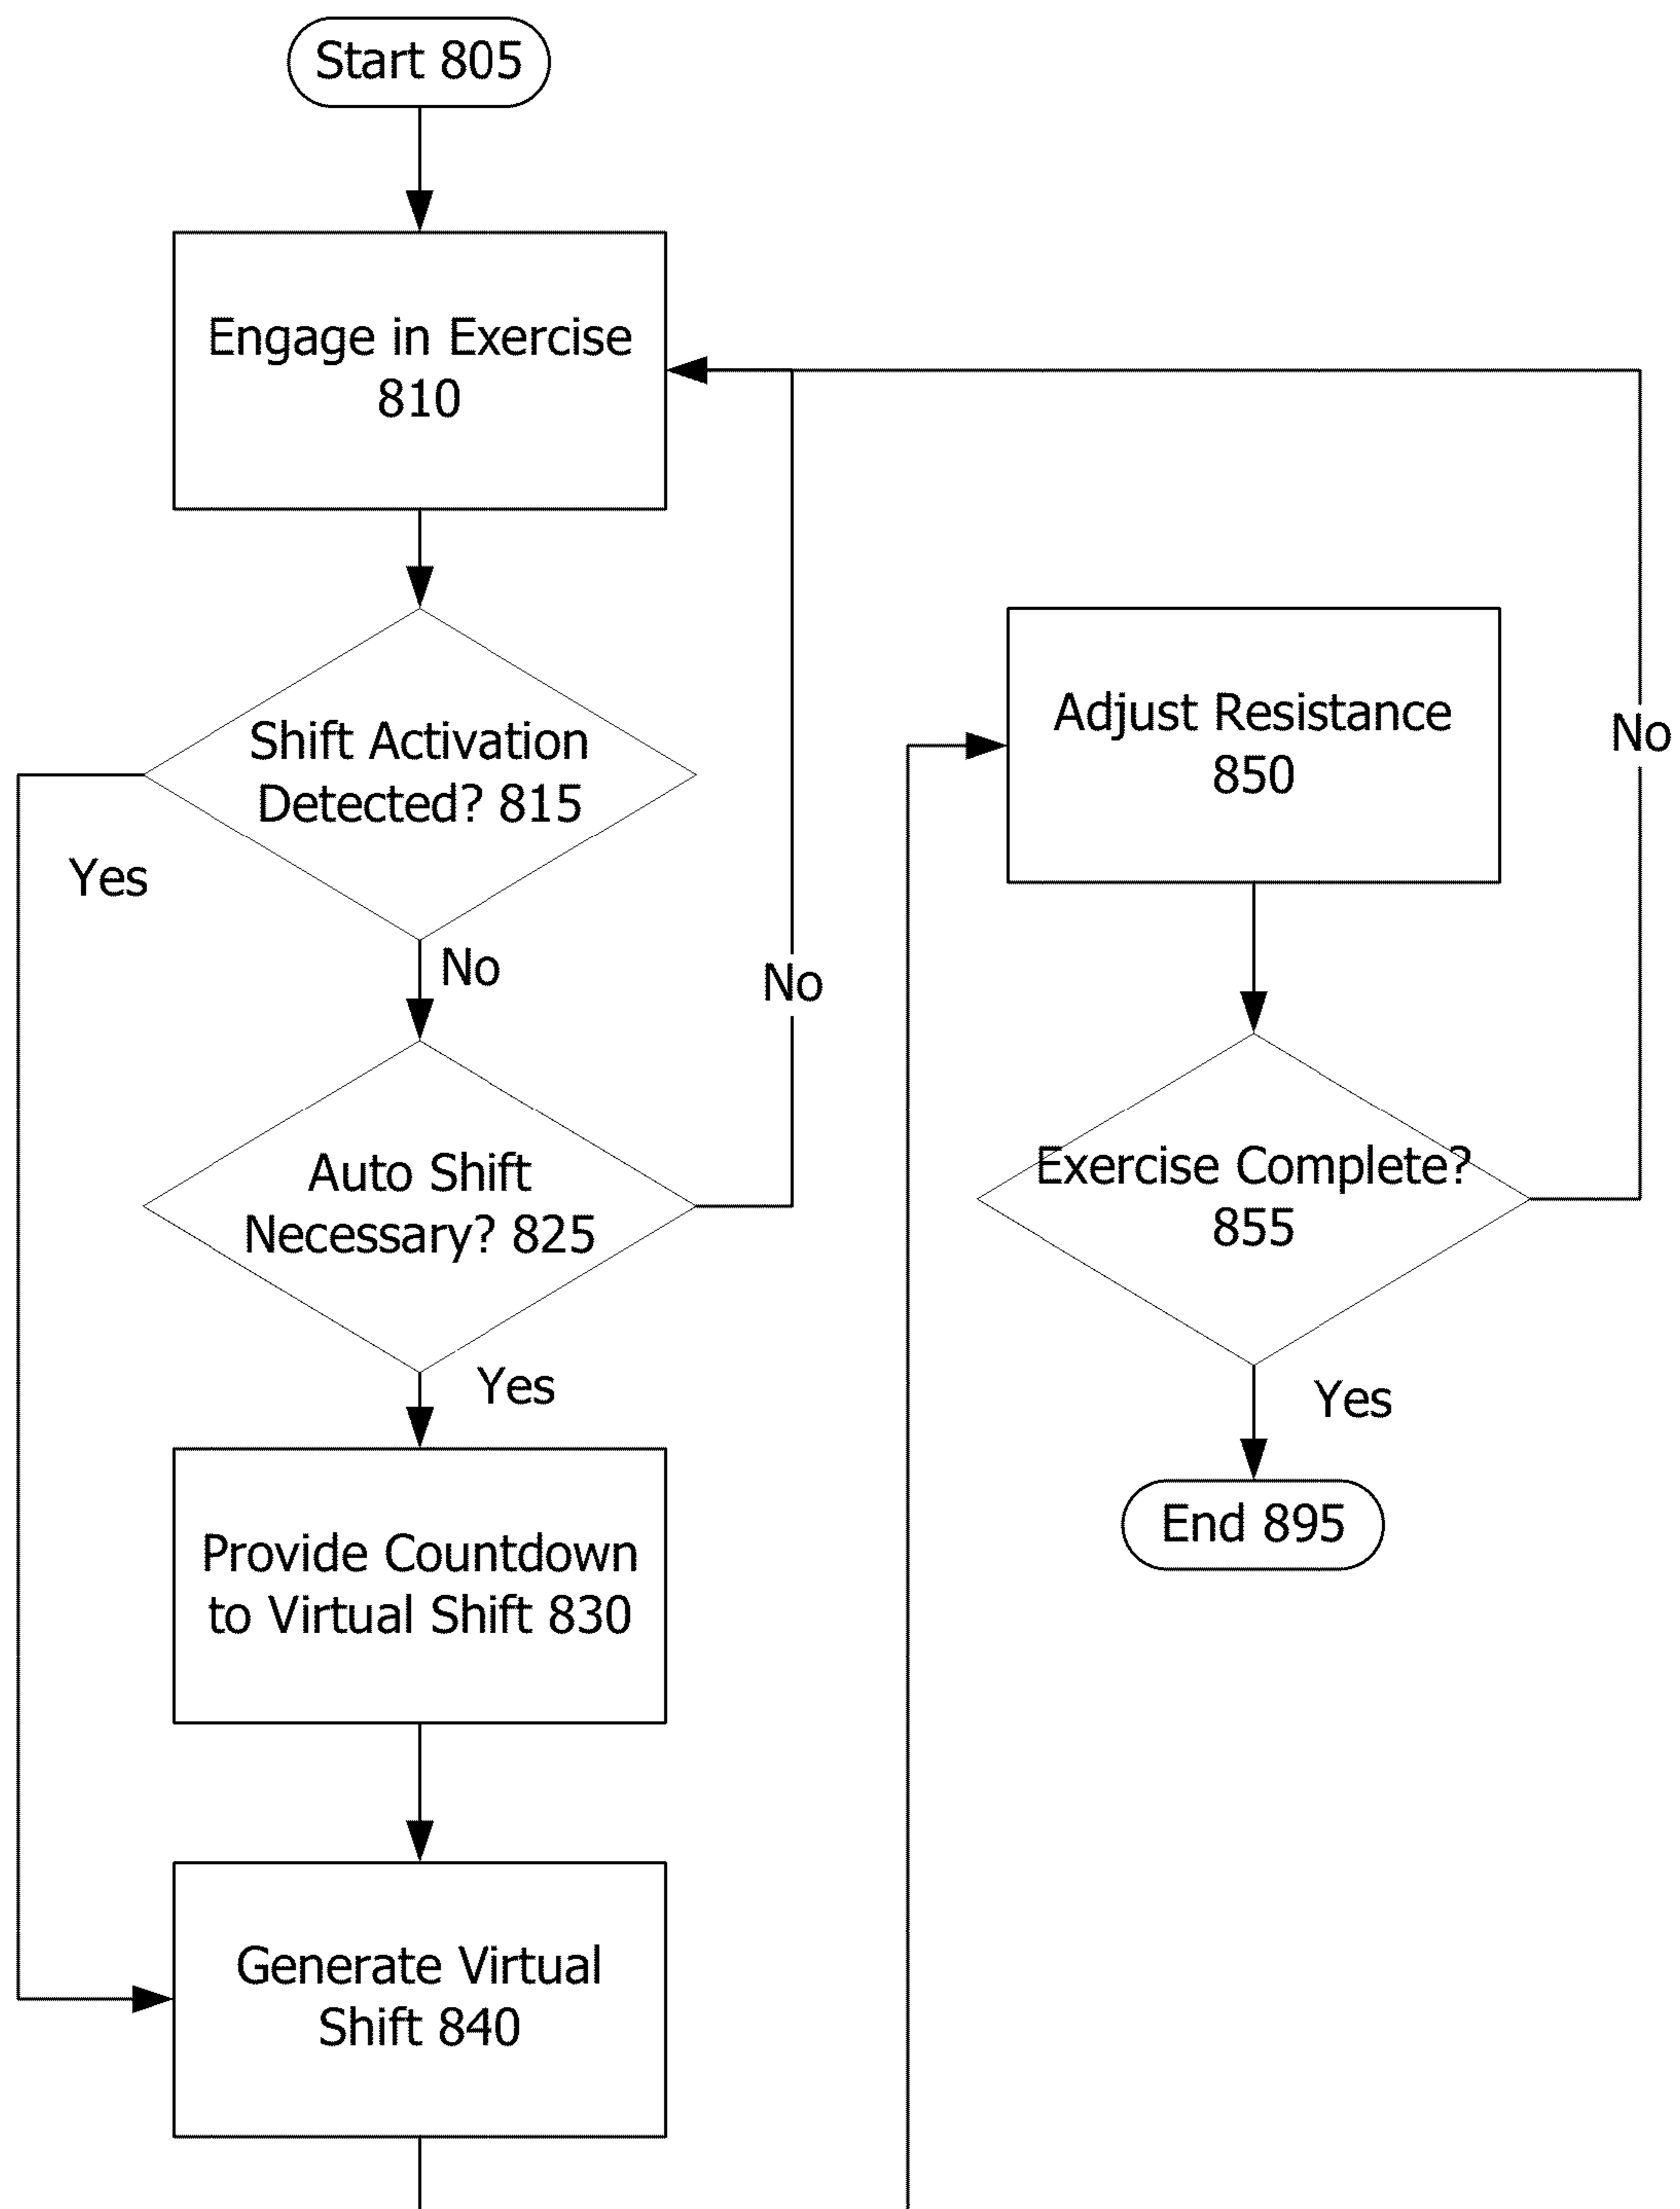 Start 805
Engage in Exercise
810
Shift Activation
Detected? 815
Yes
No
Auto Shift
Necessary? 825
No
Yes
Provide Countdown
to Virtual Shift 830
Generate Virtual
Shift 840
Adjust Resistance
850
No
Exercise Complete?
855
Yes
End 895